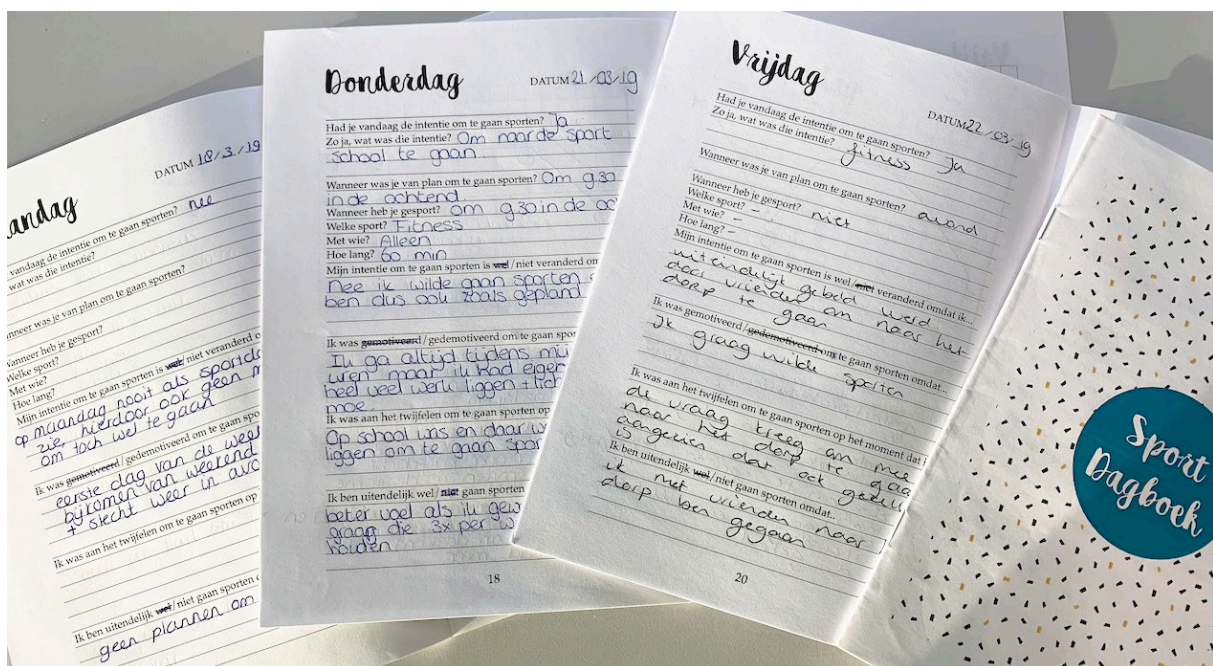 andag
DATUM 18/3/19
vandaag de intentie om te gaan sporten? nee
wat was die intentie?
nneer was je van plan om te gaan sporten?
Wanneer heb je gesport?
Welke sport?
Met wie?
Hoe lang?
Mijn intentie om te gaan sporten is wel/niet veranderd o
op maandag nooit als sportda
zie, hierdoor ook geen m
om toch wel te gaan
Ik was gemotiveerd/gedemotiveerd om te gaan spo
eerste dag van de week
bijkomen van weekend
+ slecht weer in avo
Ik was aan het twijfelen om te gaan sporten op
Ik ben uitendelijk wel/niet gaan sporten o
geen plannen om
Donderdag
DATUM 21/03/19
Had je vandaag de intentie om te gaan sporten? Ja
Zo ja, wat was die intentie? Om naar de sport
school te gaan
Wanneer was je van plan om te gaan sporten? Om 9.30
in de ochtend
Wanneer heb je gesport? Om 9.30 in de oc
Welke sport? Fitness
Met wie? Alleen
Hoe lang? 60 min
Mijn intentie om te gaan sporten is wel/niet veranderd om
Nee ik wilde gaan sporten
ben dus ook zoals gepland
Ik was gemotiveerd/gedemotiveerd om te gaan spor
Ik ga altijd tijdens mij
uren maar ik had eigen
heel veel werk liggen +
moe
Ik was aan het twijfelen om te gaan sporten op
Op school was en daar w
liggen om te gaan spor
Ik ben uitendelijk wel/niet gaan sporten
beter voel als ik gew
graag die 3x per w
houden
18
Vrijdag
DATUM 22/03/19
Had je vandaag de intentie om te gaan sporten? Ja
Zo ja, wat was die intentie? fitness
Wanneer was je van plan om te gaan sporten? avond
Wanneer heb je gesport? niet
Welke sport? -
Met wie? -
Hoe lang? -
Mijn intentie om te gaan sporten is wel/niet veranderd omdat ik...
uiteindelijk gebeld werd
door vrienden om naar het
dorp te gaan
Ik was gemotiveerd/gedemotiveerd om te gaan sporten omdat
Ik graag wilde sporten
Ik was aan het twijfelen om te gaan sporten op het moment dat
de vraag kreeg om mee
naar het dorp te gaa
aangezien dat ook gezell
is
Ik ben uitendelijk wel/niet gaan sporten omdat...
ik met vrienden naar
dorp ben gegaan
20
Sport
Dagboek